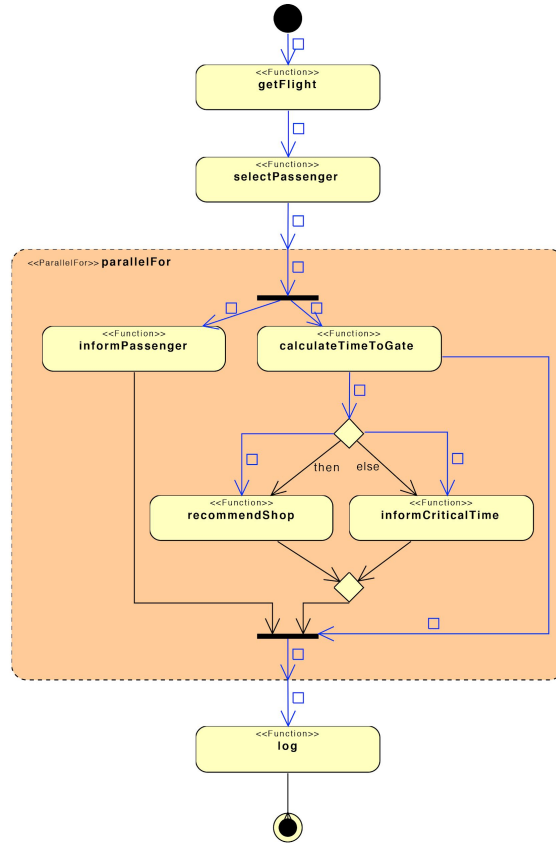 <<Function>>
getFlight
<<Function>>
selectPassenger
<<ParallelFor>> parallelFor
<<Function>>
informPassenger
<<Function>>
calculateTimeToGate
then
else
<<Function>>
recommendShop
<<Function>>
informCriticalTime
<<Function>>
log